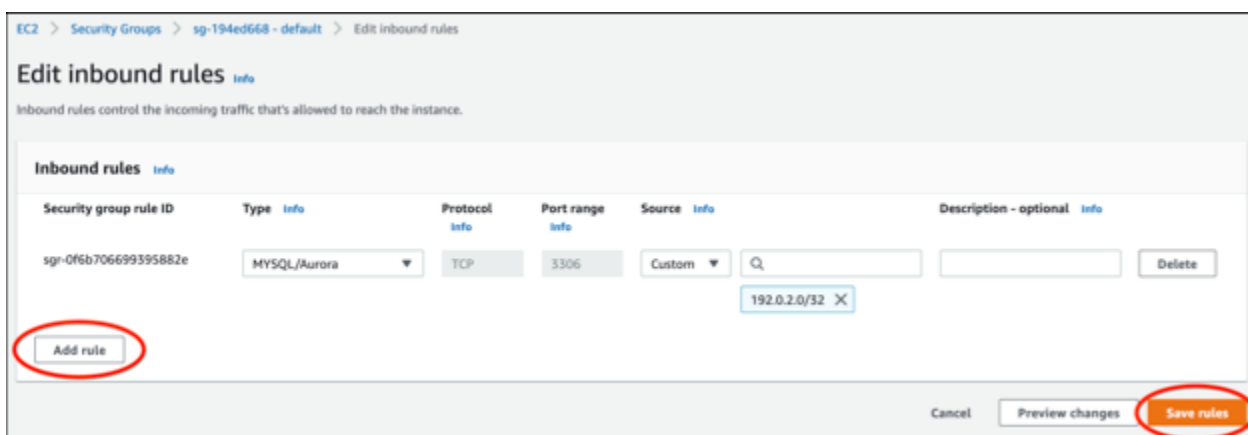 EC2 > Security Groups > sg-194ed668 - default > Edit inbound rules
Edit inbound rules Info
Inbound rules control the incoming traffic that's allowed to reach the instance.
Inbound rules Info
Security group rule ID Type Info Protocol Info Port range Info Source Info Description - optional Info
sgr-0f6b706699395882e MYSQL/Aurora TCP 3306 Custom Delete
192.0.2.0/32 X
Add rule
Cancel Preview changes Save rules